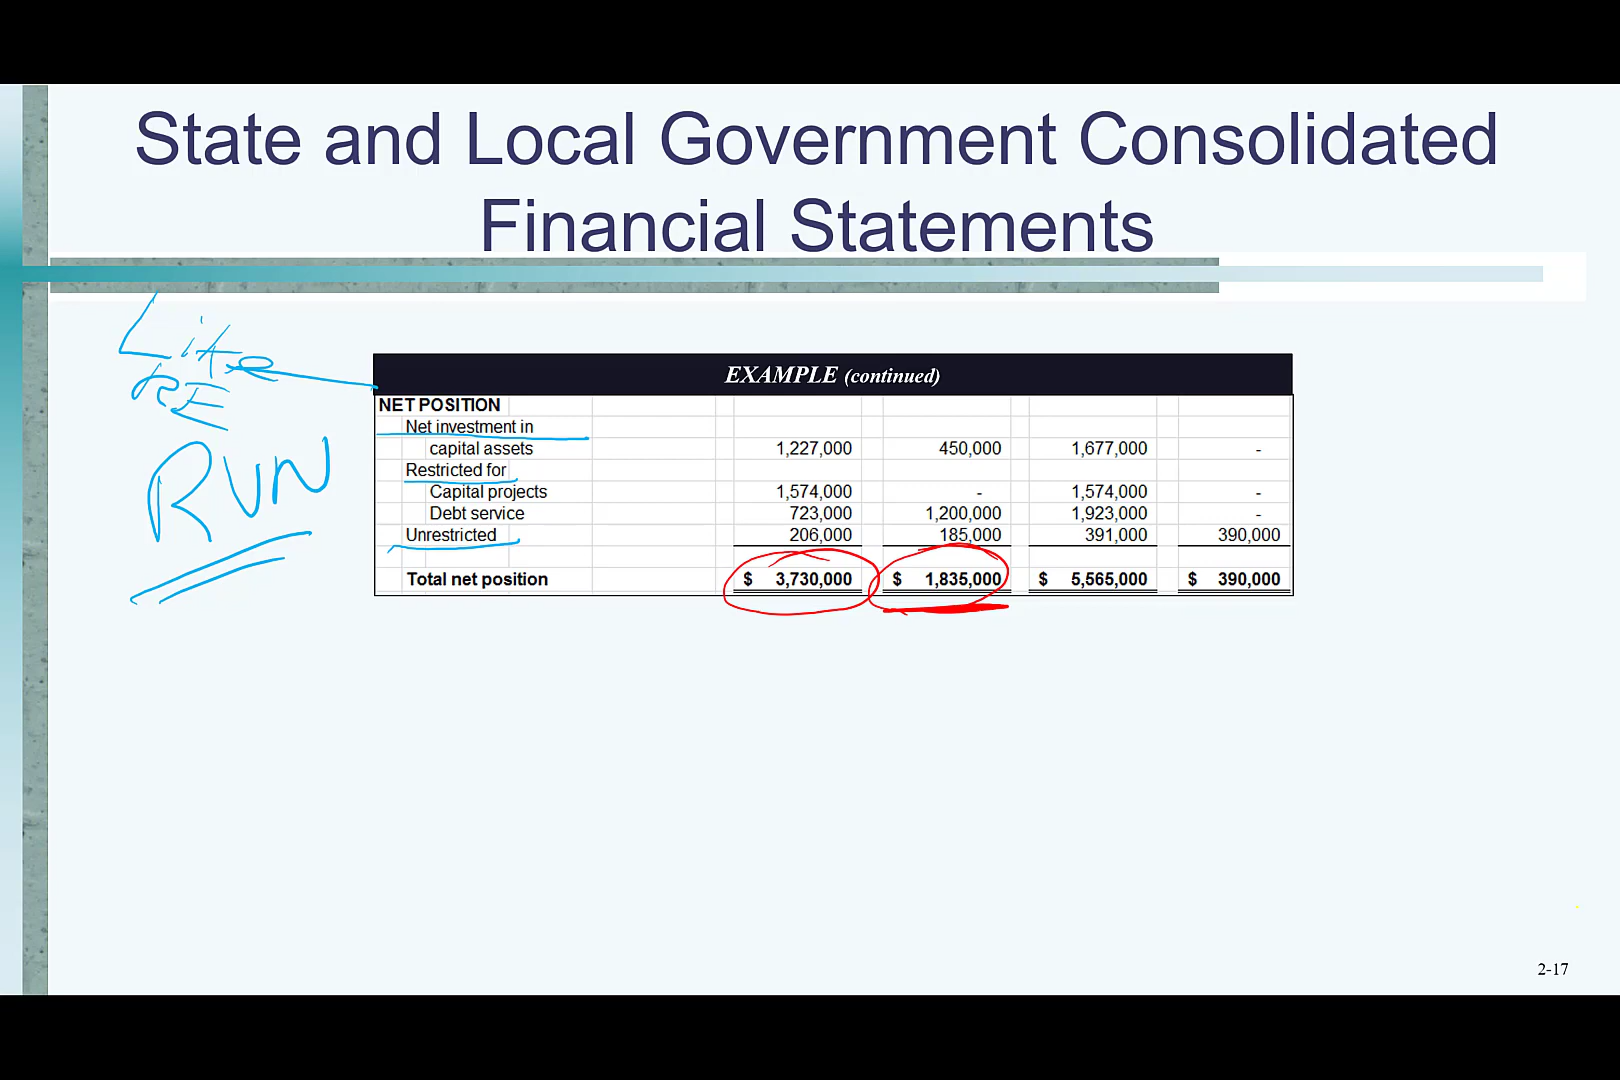 State and Local Government Consolidated
Financial Statements
Like
RE
RUN
EXAMPLE (continued)
NET POSITION
Net investment in
capital assets 1,227,000 450,000 1,677,000 -
Restricted for
Capital projects 1,574,000 - 1,574,000 -
Debt service 723,000 1,200,000 1,923,000 -
Unrestricted 206,000 185,000 391,000 390,000
Total net position $ 3,730,000 $ 1,835,000 $ 5,565,000 $ 390,000
2-17